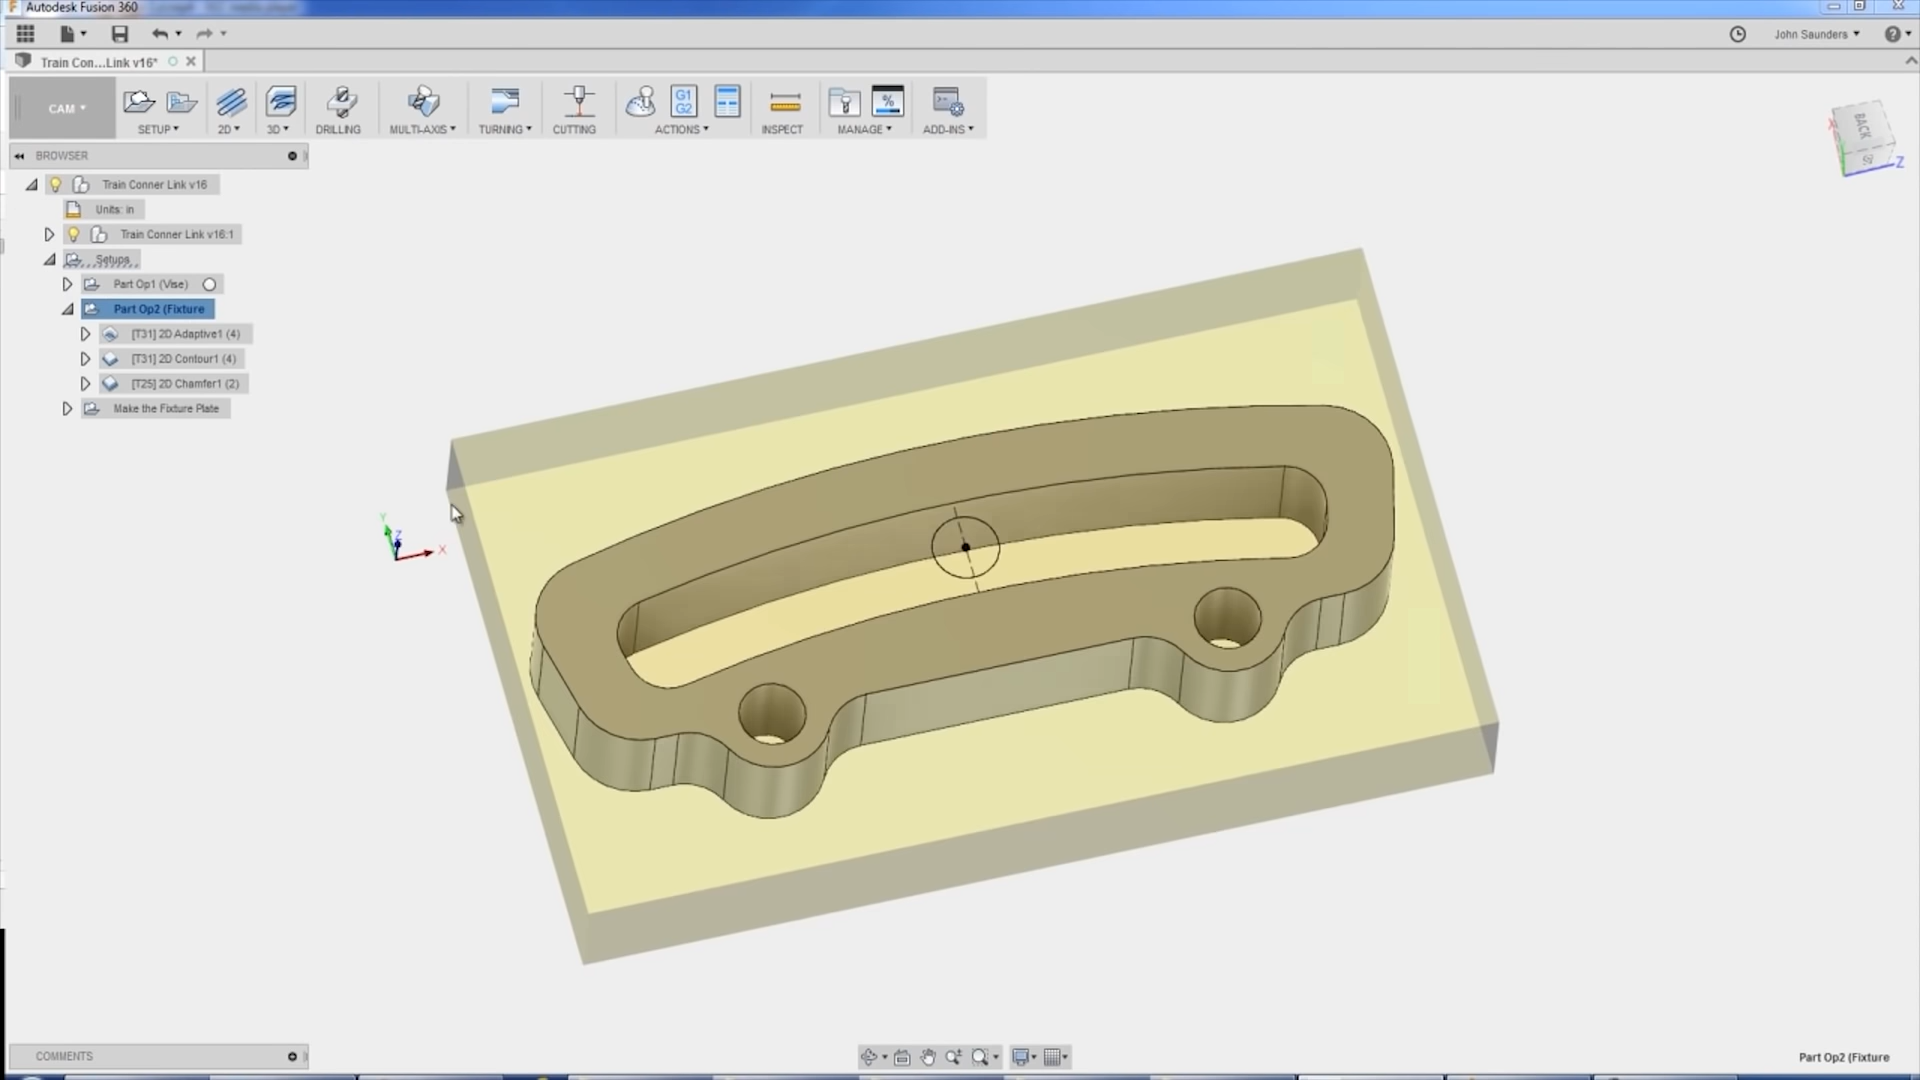 Autodesk Fusion 360
John Saunders
Train Con...Link v16*
CAM
G1
G2
%
SETUP
2D
3D
DRILLING
MULTI-AXIS
TURNING
CUTTING
ACTIONS
INSPECT
MANAGE
ADD-INS
BACK
X
Z
BROWSER
Train Conner Link v16
Units: in
Train Conner Link v16:1
Setups
Part Op1 (Vise)
Part Op2 (Fixture
[T31] 2D Adaptive1 (4)
[T31] 2D Contour1 (4)
[T25] 2D Chamfer1 (2)
Make the Fixture Plate
Y
Z
X
COMMENTS
Part Op2 (Fixture